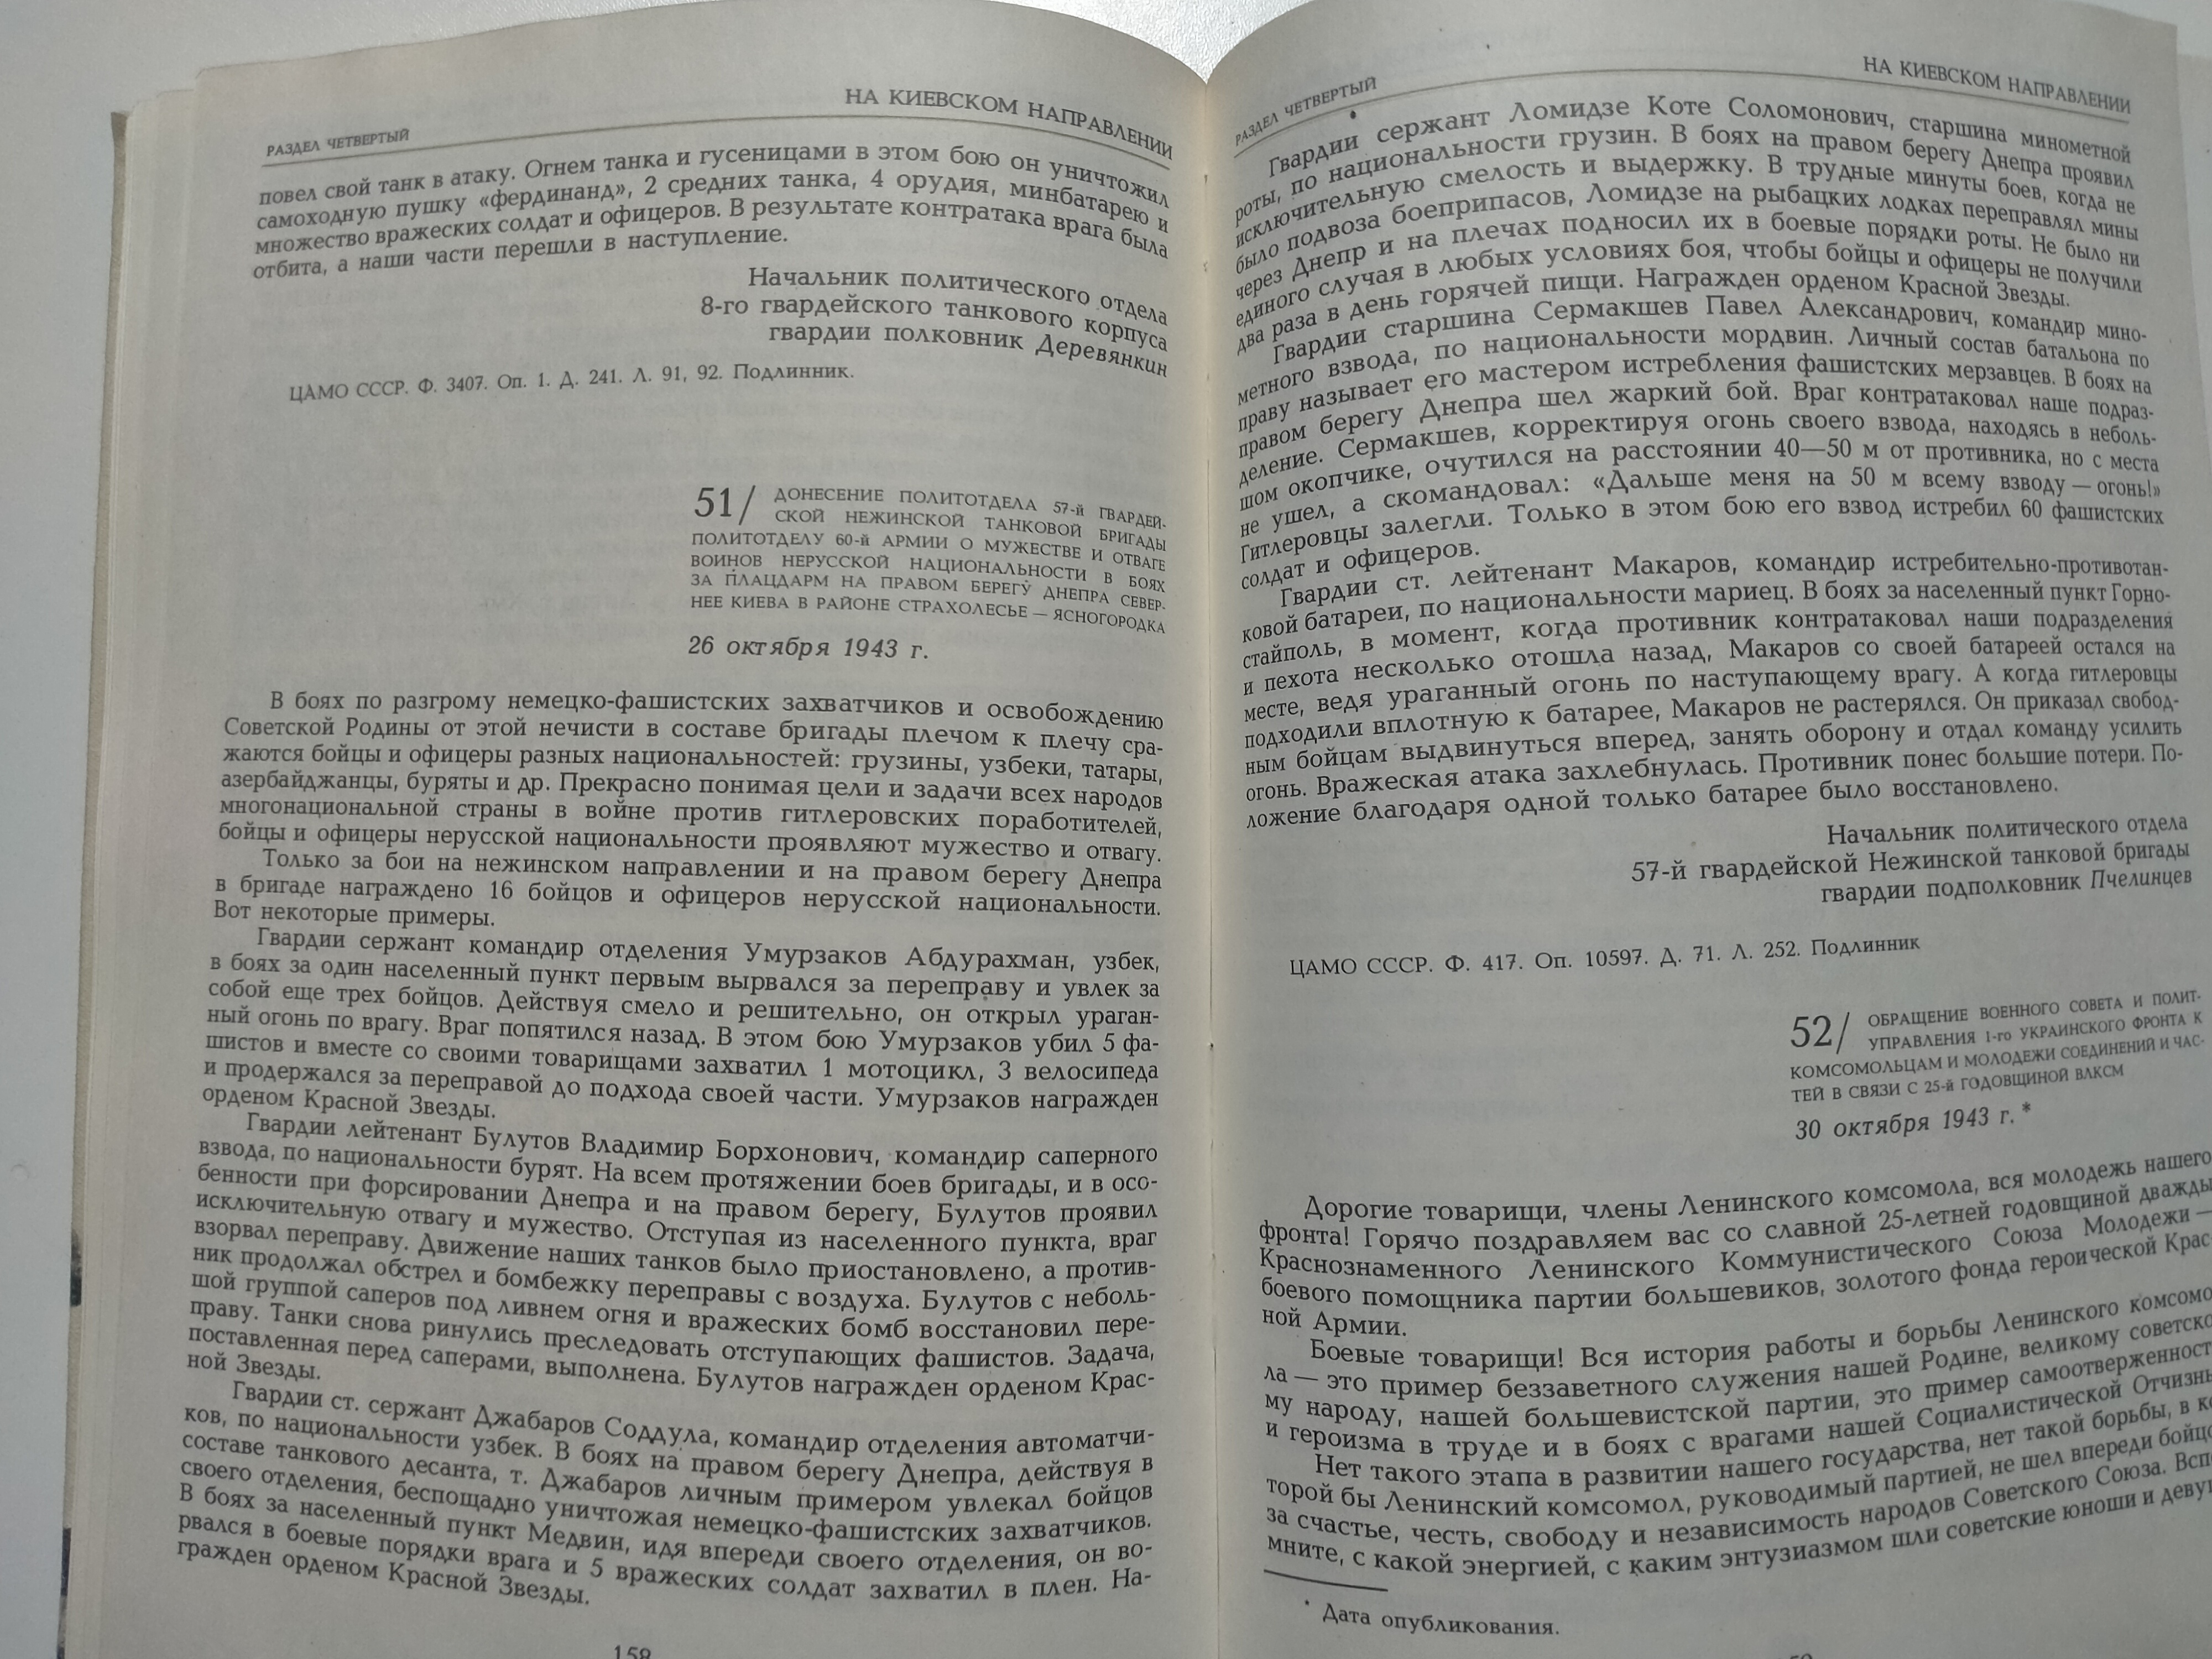 РАЗДЕЛ ЧЕТВЕРТЫЙ
НА КИЕВСКОМ НАПРАВЛЕНИИ
повел свой танк в атаку. Огнем танка и гусеницами в этом бою он уничтожил
самоходную пушку «фердинанд», 2 средних танка, 4 орудия, минбатарею и
множество вражеских солдат и офицеров. В результате контратака врага была
отбита, а наши части перешли в наступление.
Начальник политического отдела
8-го гвардейского танкового корпуса
гвардии полковник Деревянкин
ЦАМО СССР. Ф. 3407. Оп. 1. Д. 241. Л. 91, 92. Подлинник.
51/ ДОНЕСЕНИЕ ПОЛИТОТДЕЛА 57-й ГВАРДЕЙ-
СКОЙ НЕЖИНСКОЙ ТАНКОВОЙ БРИГАДЫ
ПОЛИТОТДЕЛУ 60-й АРМИИ О МУЖЕСТВЕ И ОТВАГЕ
ВОИНОВ НЕРУССКОЙ НАЦИОНАЛЬНОСТИ В БОЯХ
ЗА ПЛАЦДАРМ НА ПРАВОМ БЕРЕГУ ДНЕПРА СЕВЕР-
НЕЕ КИЕВА В РАЙОНЕ СТРАХОЛЕСЬЕ — ЯСНОГОРОДКА
26 октября 1943 г.
В боях по разгрому немецко-фашистских захватчиков и освобождению
Советской Родины от этой нечисти в составе бригады плечом к плечу сра-
жаются бойцы и офицеры разных национальностей: грузины, узбеки, татары,
азербайджанцы, буряты и др. Прекрасно понимая цели и задачи всех народов
многонациональной страны в войне против гитлеровских поработителей,
бойцы и офицеры нерусской национальности проявляют мужество и отвагу.
Только за бои на нежинском направлении и на правом берегу Днепра
в бригаде награждено 16 бойцов и офицеров нерусской национальности.
Вот некоторые примеры.
Гвардии сержант командир отделения Умурзаков Абдурахман, узбек,
в боях за один населенный пункт первым вырвался за переправу и увлек за
собой еще трех бойцов. Действуя смело и решительно, он открыл ураган-
ный огонь по врагу. Враг попятился назад. В этом бою Умурзаков убил 5 фа-
шистов и вместе со своими товарищами захватил 1 мотоцикл, 3 велосипеда
и продержался за переправой до подхода своей части. Умурзаков награжден
орденом Красной Звезды.
Гвардии лейтенант Булутов Владимир Борхонович, командир саперного
взвода, по национальности бурят. На всем протяжении боев бригады, и в осо-
бенности при форсировании Днепра и на правом берегу, Булутов проявил
исключительную отвагу и мужество. Отступая из населенного пункта, враг
взорвал переправу. Движение наших танков было приостановлено, а против-
ник продолжал обстрел и бомбежку переправы с воздуха. Булутов с неболь-
шой группой саперов под ливнем огня и вражеских бомб восстановил пере-
праву. Танки снова ринулись преследовать отступающих фашистов. Задача,
поставленная перед саперами, выполнена. Булутов награжден орденом Крас-
ной Звезды.
Гвардии ст. сержант Джабаров Соддула, командир отделения автоматчи-
ков, по национальности узбек. В боях на правом берегу Днепра, действуя в
составе танкового десанта, т. Джабаров личным примером увлекал бойцов
своего отделения, беспощадно уничтожая немецко-фашистских захватчиков.
В боях за населенный пункт Медвин, идя впереди своего отделения, он во-
рвался в боевые порядки врага и 5 вражеских солдат захватил в плен. На-
гражден орденом Красной Звезды.
158
РАЗДЕЛ ЧЕТВЕРТЫЙ
НА КИЕВСКОМ НАПРАВЛЕНИИ
Гвардии сержант Ломидзе Коте Соломонович, старшина минометной
роты, по национальности грузин. В боях на правом берегу Днепра проявил
исключительную смелость и выдержку. В трудные минуты боев, когда не
было подвоза боеприпасов, Ломидзе на рыбацких лодках переправлял мины
через Днепр и на плечах подносил их в боевые порядки роты. Не было ни
единого случая в любых условиях боя, чтобы бойцы и офицеры не получили
два раза в день горячей пищи. Награжден орденом Красной Звезды.
Гвардии старшина Сермакшев Павел Александрович, командир мино-
метного взвода, по национальности мордвин. Личный состав батальона по
праву называет его мастером истребления фашистских мерзавцев. В боях на
правом берегу Днепра шел жаркий бой. Враг контратаковал наше подраз-
деление. Сермакшев, корректируя огонь своего взвода, находясь в неболь-
шом окопчике, очутился на расстоянии 40—50 м от противника, но с места
не ушел, а скомандовал: «Дальше меня на 50 м всему взводу — огонь!»
Гитлеровцы залегли. Только в этом бою его взвод истребил 60 фашистских
солдат и офицеров.
Гвардии ст. лейтенант Макаров, командир истребительно-противотан-
ковой батареи, по национальности мариец. В боях за населенный пункт Горно-
стайполь, в момент, когда противник контратаковал наши подразделения
и пехота несколько отошла назад, Макаров со своей батареей остался на
месте, ведя ураганный огонь по наступающему врагу. А когда гитлеровцы
подходили вплотную к батарее, Макаров не растерялся. Он приказал свобод-
ным бойцам выдвинуться вперед, занять оборону и отдал команду усилить
огонь. Вражеская атака захлебнулась. Противник понес большие потери. По-
ложение благодаря одной только батарее было восстановлено.
Начальник политического отдела
57-й гвардейской Нежинской танковой бригады
гвардии подполковник Пчелинцев
ЦАМО СССР. Ф. 417. Оп. 10597. Д. 71. Л. 252. Подлинник
52/ ОБРАЩЕНИЕ ВОЕННОГО СОВЕТА И ПОЛИТ-
УПРАВЛЕНИЯ 1-го УКРАИНСКОГО ФРОНТА К
КОМСОМОЛЬЦАМ И МОЛОДЕЖИ СОЕДИНЕНИЙ И ЧАС-
ТЕЙ В СВЯЗИ С 25-й ГОДОВЩИНОЙ ВЛКСМ
30 октября 1943 г.*
Дорогие товарищи, члены Ленинского комсомола, вся молодежь нашего
фронта! Горячо поздравляем вас со славной 25-летней годовщиной дважды
Краснознаменного Ленинского Коммунистического Союза Молодежи —
боевого помощника партии большевиков, золотого фонда героической Крас-
ной Армии.
Боевые товарищи! Вся история работы и борьбы Ленинского комсомо
ла — это пример беззаветного служения нашей Родине, великому советско
му народу, нашей большевистской партии, это пример самоотверженност
и героизма в труде и в боях с врагами нашей Социалистической Отчизн
Нет такого этапа в развитии нашего государства, нет такой борьбы, в ко
торой бы Ленинский комсомол, руководимый партией, не шел впереди бойцо
за счастье, честь, свободу и независимость народов Советского Союза. Вспо
мните, с какой энергией, с каким энтузиазмом шли советские юноши и девуш
* Дата опубликования.